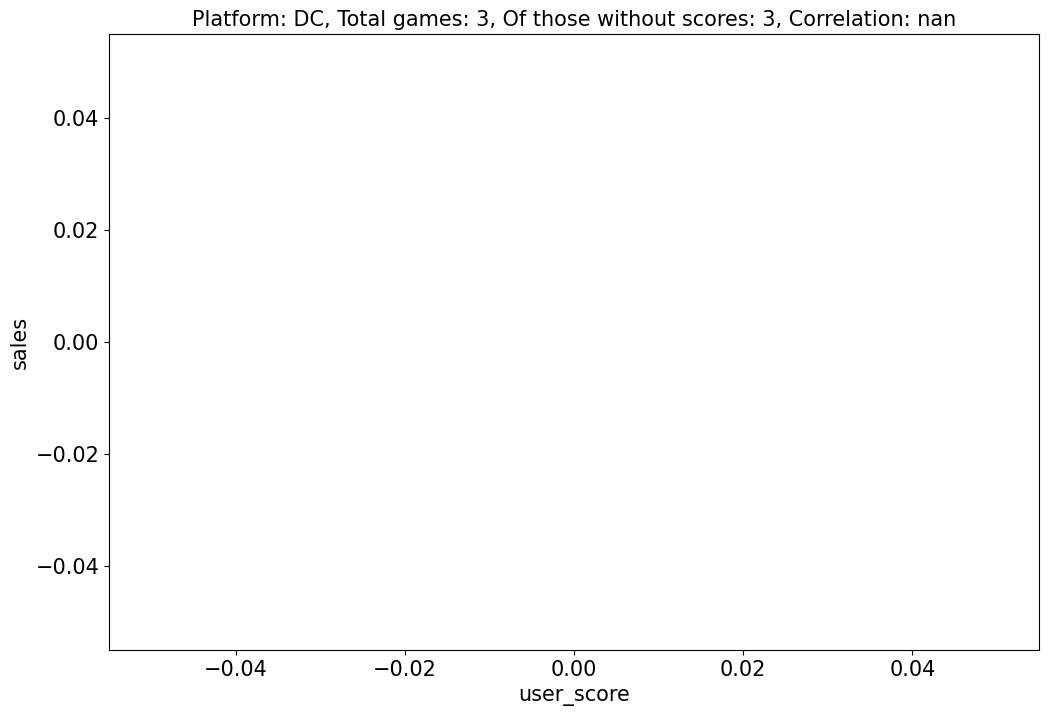 Platform: DC, Total games: 3, Of those without scores: 3, Correlation: nan
0.04
0.02
0.00
−0.02
−0.04
sales
−0.04 −0.02 0.00 0.02 0.04
user_score